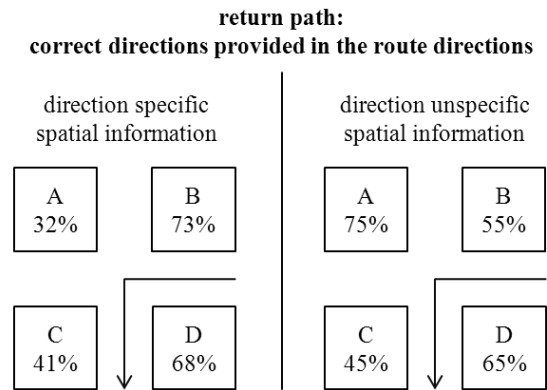 return path:
correct directions provided in the route directions
direction specific
spatial information
A
32%
B
73%
C
41%
D
68%
direction unspecific
spatial information
A
75%
B
55%
C
45%
D
65%